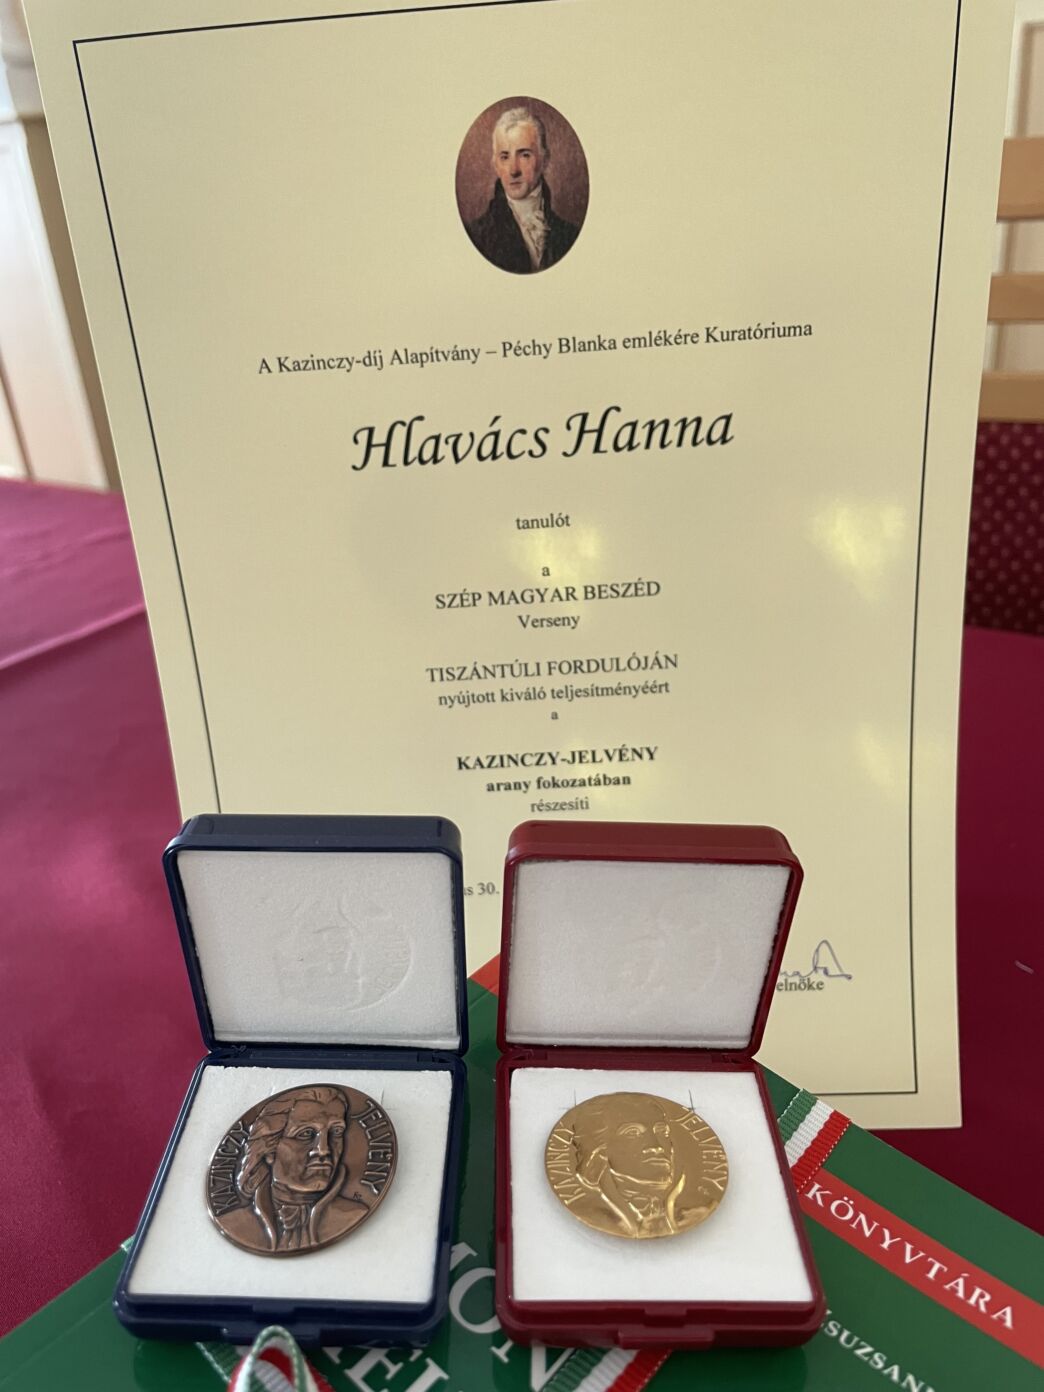 A Kazinczy-díj Alapítvány – Péchy Blanka emlékére Kuratóriuma
Hlavács Hanna
tanulót
a
SZÉP MAGYAR BESZÉD
Verseny
TISZÁNTÚLI FORDULÓJÁN
nyújtott kiváló teljesítményéért
a
KAZINCZY-JELVÉNY
arany fokozatában
részesíti
30.
elnöke
KAZINCZY JELVÉNY
KAZINCZY JELVÉNY
KÖNYVTÁRA